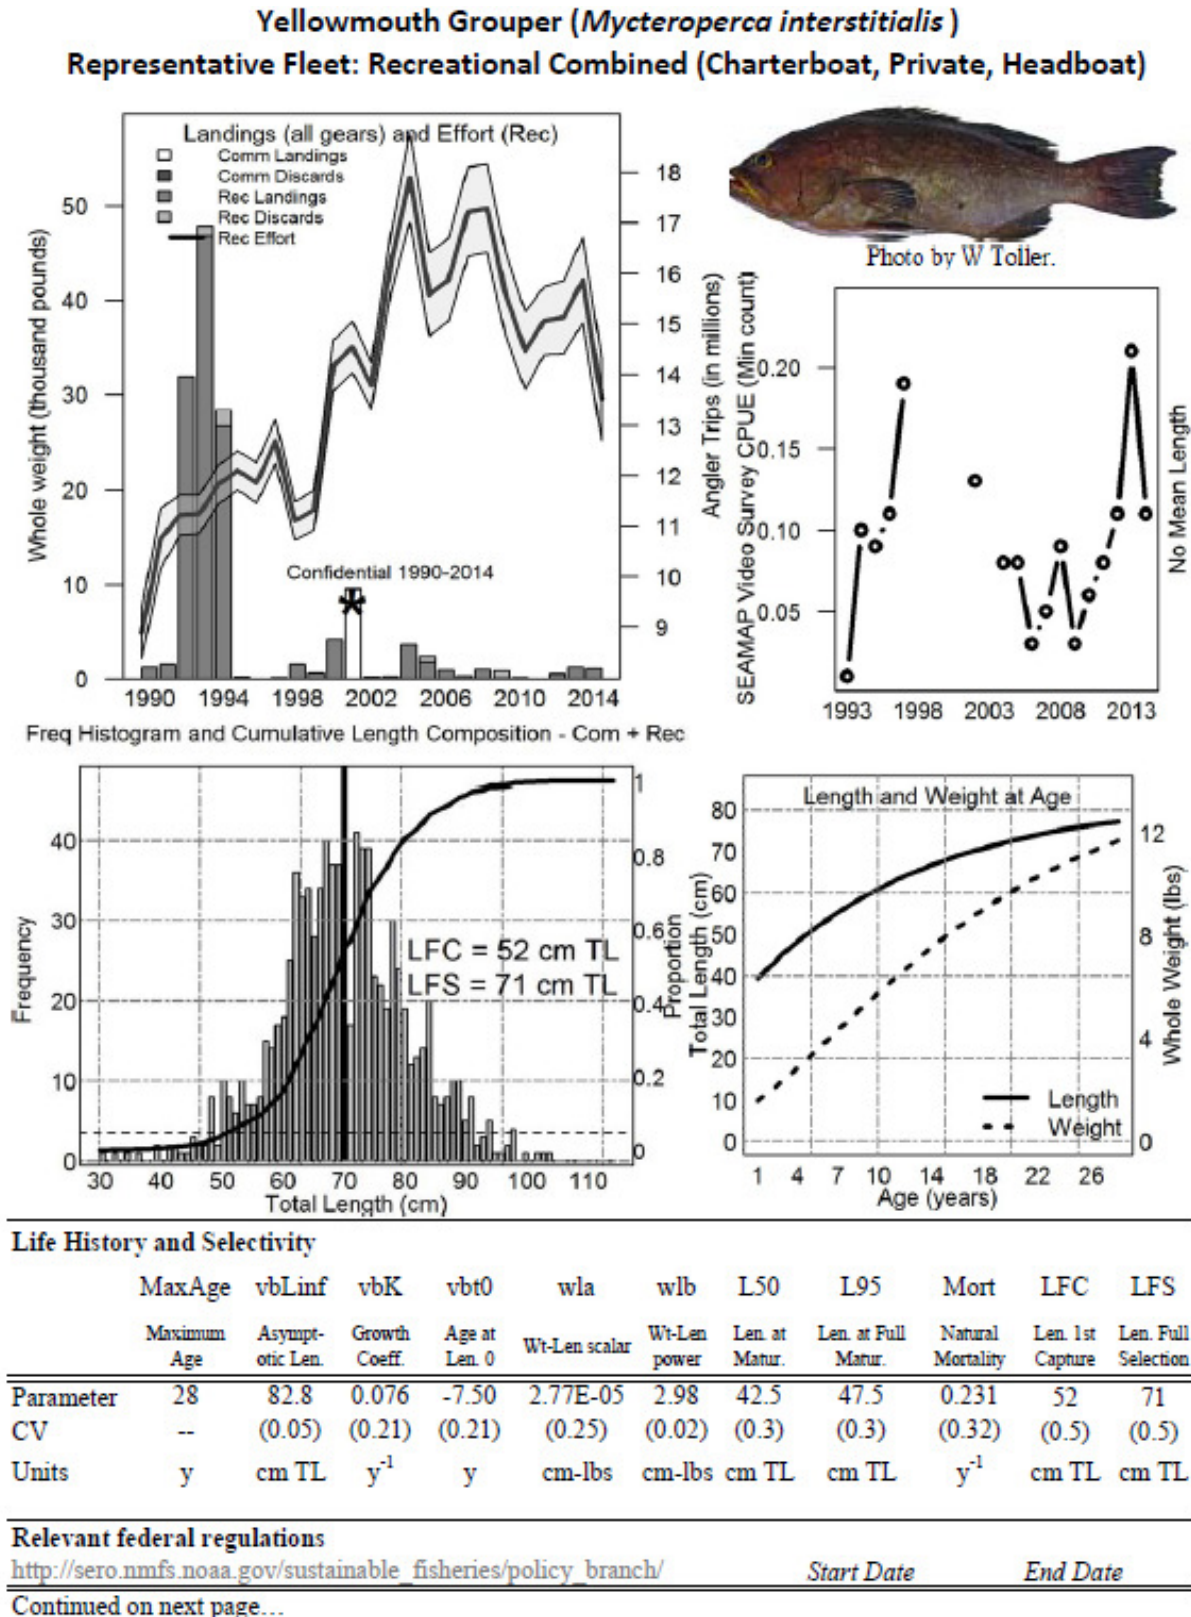 Yellowmouth Grouper (Mycteroperca interstitialis )
Representative Fleet: Recreational Combined (Charterboat, Private, Headboat)
Landings (all gears) and Effort (Rec)
Comm Landings
Comm Discards
Rec Landings
Rec Discards
Rec Effort
Whole weight (thousand pounds)
50
40
30
20
10
0
Confidential 1990-2014
1990 1994 1998 2002 2006 2010 2014
18
17
16
15
14
13
12
11
10
9
Angler Trips (in millions)
Photo by W Toller.
SEAMAP Video Survey CPUE (Min count)
0.20
0.15
0.10
0.05
1993 1998 2003 2008 2013
No Mean Length
Freq Histogram and Cumulative Length Composition - Com + Rec
Frequency
40
30
20
10
0
LFC = 52 cm TL
LFS = 71 cm TL
30 40 50 60 70 80 90 100 110
Total Length (cm)
1
0.8
0.6
0.4
0.2
0
Proportion
Length and Weight at Age
Total Length (cm)
80
70
60
50
40
30
20
10
0
Length
Weight
1 4 7 10 14 18 22 26
Age (years)
12
8
4
0
Whole Weight (lbs)
Life History and Selectivity
MaxAge vbLinf vbK vbt0 wla wlb L50 L95 Mort LFC LFS
Maximum Asympt- Growth Age at Wt-Len scalar Wt-Len Len. at Len. at Full Natural Len. 1st Len. Full
Age otic Len. Coeff. Len. 0 power Matur. Matur. Mortality Capture Selection
Parameter 28 82.8 0.076 -7.50 2.77E-05 2.98 42.5 47.5 0.231 52 71
CV -- (0.05) (0.21) (0.21) (0.25) (0.02) (0.3) (0.3) (0.32) (0.5) (0.5)
Units y cm TL y-1 y cm-lbs cm-lbs cm TL cm TL y-1 cm TL cm TL
Relevant federal regulations
http://sero.nmfs.noaa.gov/sustainable_fisheries/policy_branch/ Start Date End Date
Continued on next page…